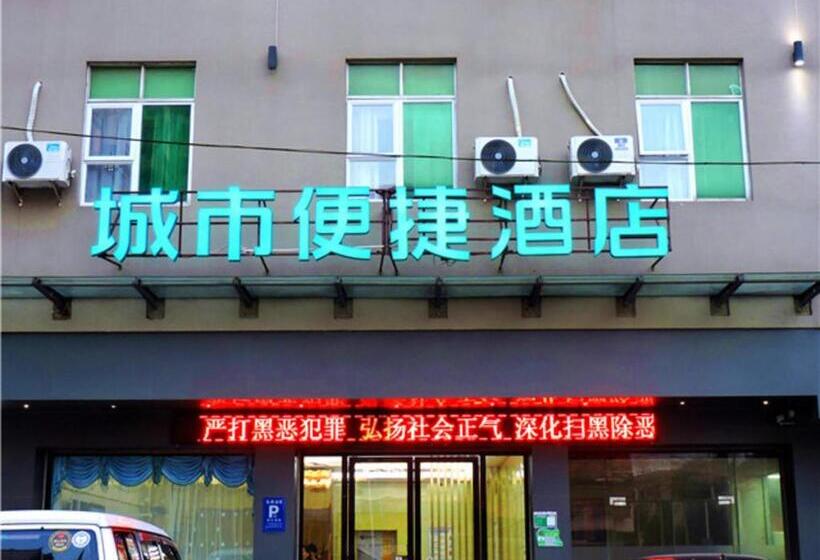 城市便捷酒店
严打黑恶犯罪 弘扬社会正气 深化扫黑除恶
P